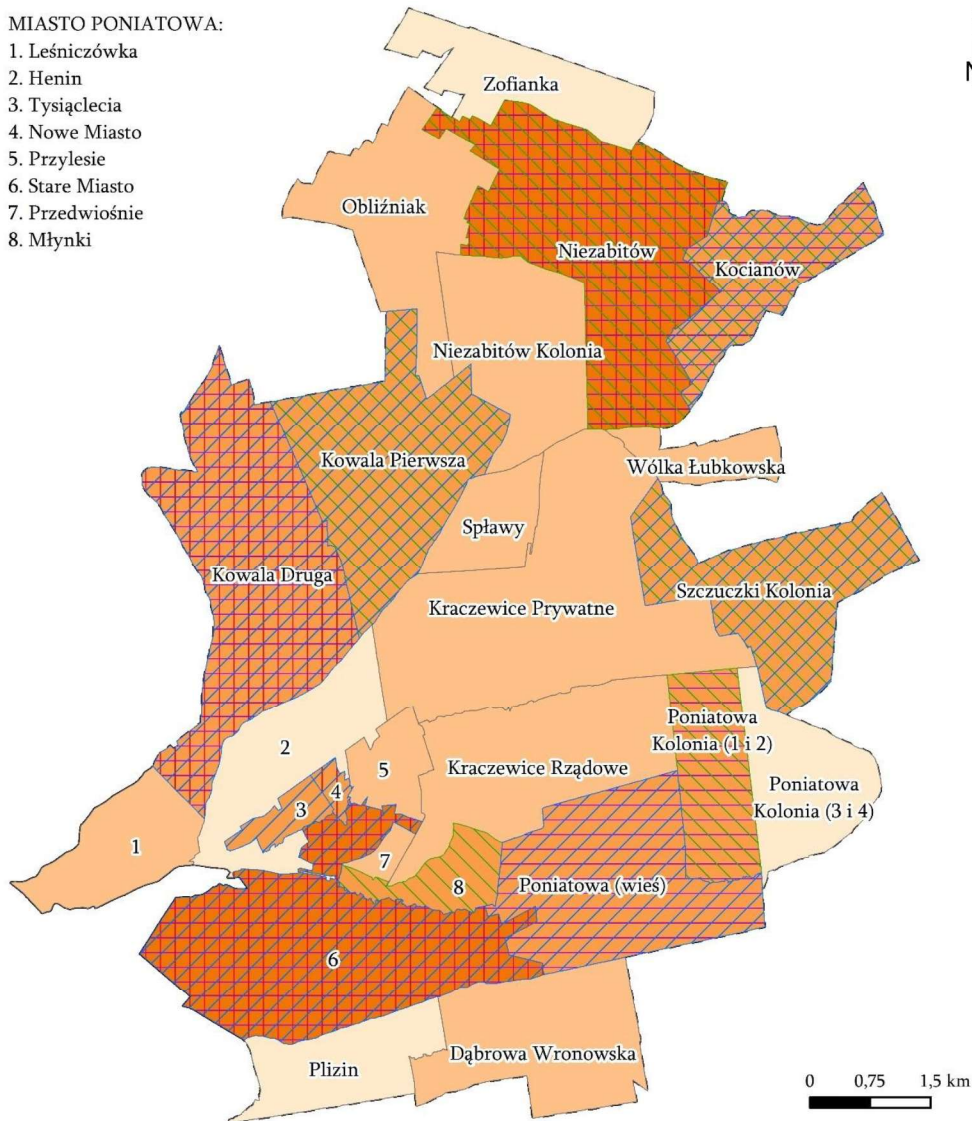 MIASTO PONIATOWA:
1. Leśniczówka
2. Henin
3. Tysiąclecia
4. Nowe Miasto
5. Przylesie
6. Stare Miasto
7. Przedwiośnie
8. Młynki
N
Zofianka
Obliźniak
Niezabitów
Kocianów
Niezabitów Kolonia
Kowala Pierwsza
Wólka Łubkowska
Spławy
Kowala Druga
Szczuczki Kolonia
Kraczewice Prywatne
Poniatowa
Kolonia (1 i 2)
2
5
Kraczewice Rządowe
Poniatowa
Kolonia (3 i 4)
4
3
1
7
8
Poniatowa (wieś)
6
Plizin
Dąbrowa Wronowska
0 0,75 1,5 km